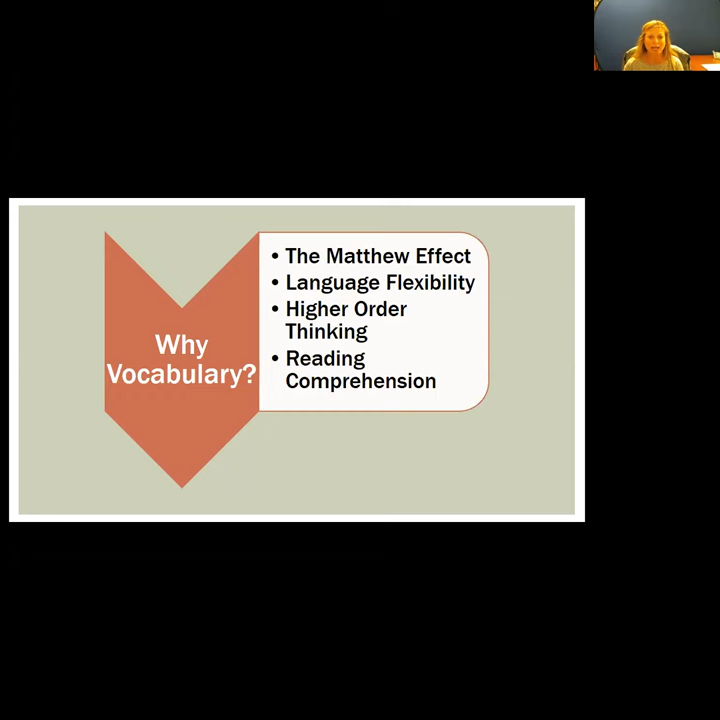 Why
Vocabulary?
• The Matthew Effect
• Language Flexibility
• Higher Order
Thinking
• Reading
Comprehension